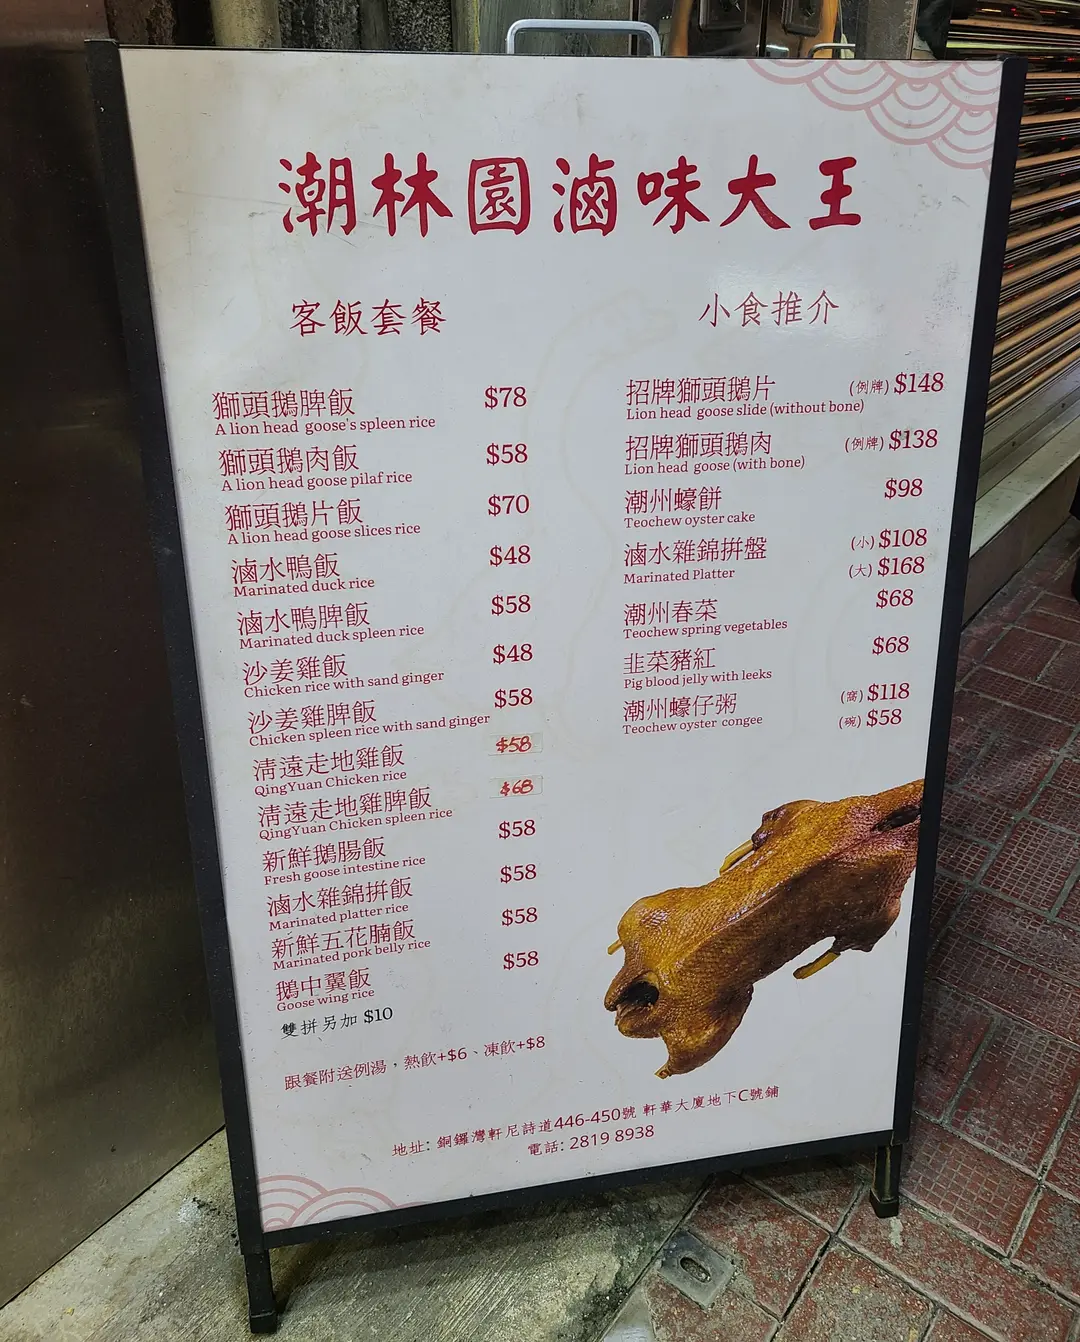 潮林園滷味大王
客飯套餐
獅頭鵝脾飯 $78
A lion head goose's spleen rice
獅頭鵝肉飯 $58
A lion head goose pilaf rice
獅頭鵝片飯 $70
A lion head goose slices rice
滷水鴨飯 $48
Marinated duck rice
滷水鴨脾飯 $58
Marinated duck spleen rice
沙姜雞飯 $48
Chicken rice with sand ginger
沙姜雞脾飯 $58
Chicken spleen rice with sand ginger
清遠走地雞飯 $58
QingYuan Chicken rice
清遠走地雞脾飯 $68
QingYuan Chicken spleen rice
新鮮鵝腸飯 $58
Fresh goose intestine rice
滷水雜錦拼飯 $58
Marinated platter rice
新鮮五花腩飯 $58
Marinated pork belly rice
鵝中翼飯 $58
Goose wing rice
雙拼另加 $10
跟餐附送例湯，熱飲+$6、凍飲+$8
小食推介
招牌獅頭鵝片 (例牌) $148
Lion head goose slide (without bone)
招牌獅頭鵝肉 (例牌) $138
Lion head goose (with bone)
潮州蠔餅 $98
Teochew oyster cake
滷水雜錦拼盤 (小) $108
Marinated Platter (大) $168
潮州春菜 $68
Teochew spring vegetables
韭菜豬紅 $68
Pig blood jelly with leeks
潮州蠔仔粥 (窩) $118
Teochew oyster congee (碗) $58
地址: 銅鑼灣軒尼詩道446-450號 軒華大廈地下C號鋪
電話: 2819 8938